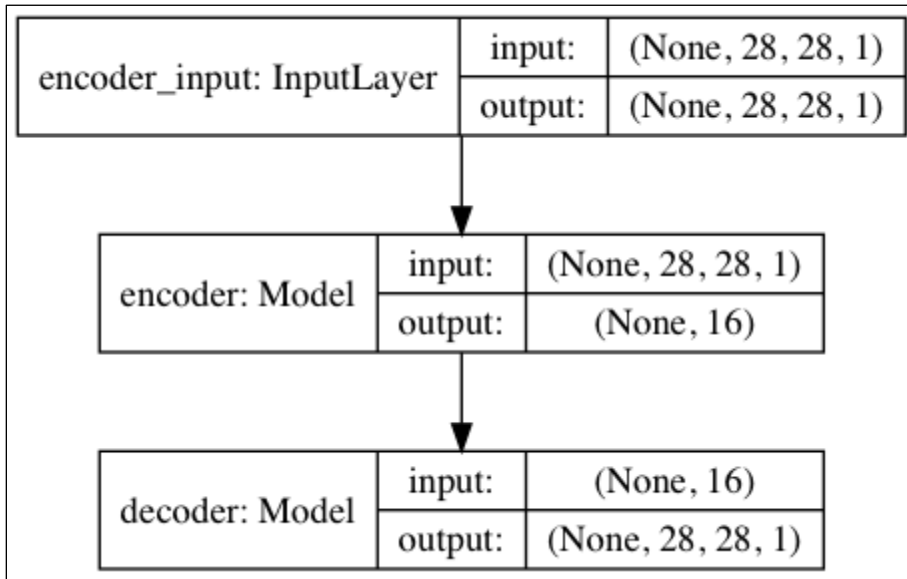 encoder_input: InputLayer
input:
(None, 28, 28, 1)
output:
(None, 28, 28, 1)
encoder: Model
input:
(None, 28, 28, 1)
output:
(None, 16)
decoder: Model
input:
(None, 16)
output:
(None, 28, 28, 1)